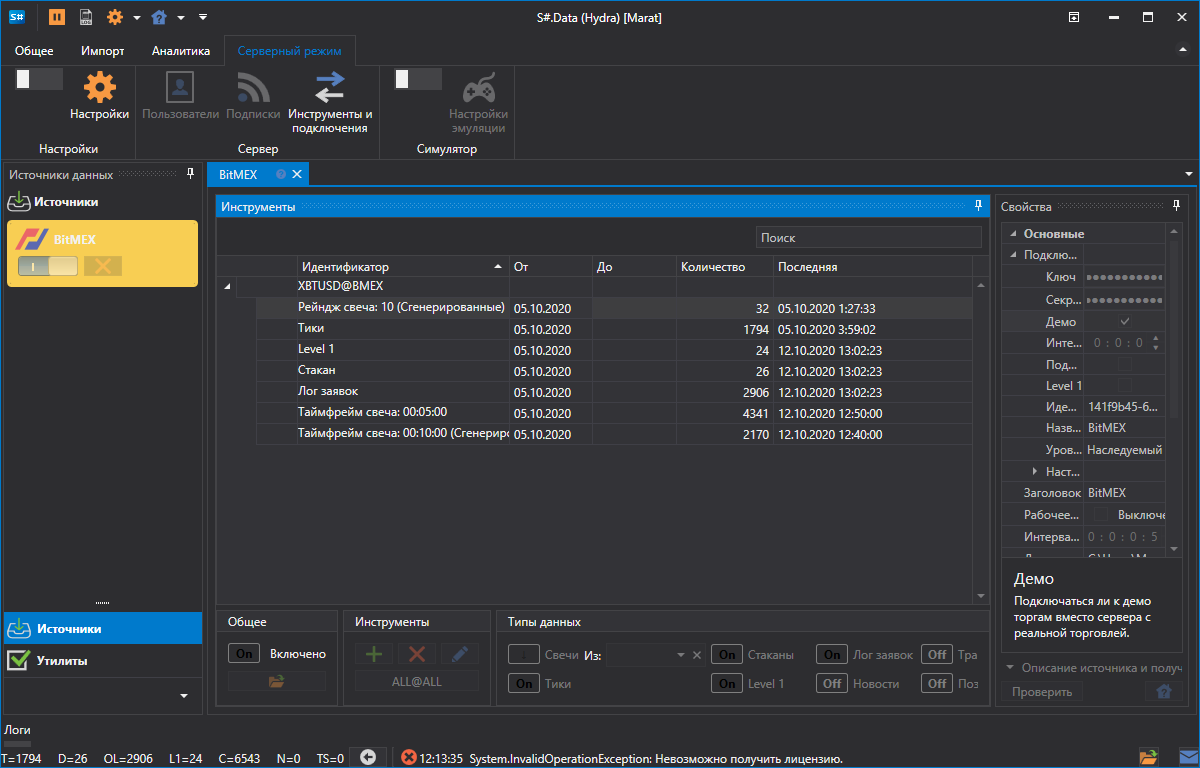 S#
LOG
S#.Data (Hydra) [Marat]
Общее Импорт Аналитика Серверный режим
Настройки Пользователи Подписки Инструменты и подключения Настройки эмуляции
Настройки Сервер Симулятор
Источники данных
Источники
BitMEX
Источники
Утилиты
BitMEX
Инструменты
Поиск
Идентификатор От До Количество Последняя
XBTUSD@BMEX
Рейндж свеча: 10 (Сгенерированные) 05.10.2020 32 05.10.2020 1:27:33
Тики 05.10.2020 1794 05.10.2020 3:59:02
Level 1 05.10.2020 24 12.10.2020 13:02:23
Стакан 05.10.2020 26 12.10.2020 13:02:23
Лог заявок 05.10.2020 2906 12.10.2020 13:02:23
Таймфрейм свеча: 00:05:00 05.10.2020 4341 12.10.2020 12:50:00
Таймфрейм свеча: 00:10:00 (Сгенериро 05.10.2020 2170 12.10.2020 12:40:00
Общее
On Включено
Инструменты
ALL@ALL
Типы данных
Свечи Из: On Стаканы On Лог заявок Off Тра
On Тики On Level 1 Off Новости Off Поз
Свойства
Основные
Подклю...
Ключ ●●●●●●●●●●
Секр... ●●●●●●●●●●
Демо
Инте... 0 : 0 : 0
Под...
Level 1
Иде... 141f9b45-6...
Назв... BitMEX
Уров... Наследуемый
Наст...
Заголовок BitMEX
Рабочее... Выключе
Интерва... 0 : 0 : 0 : 5
Демо
Подключаться ли к демо
торгам вместо сервера с
реальной торговлей.
Описание источника и получ
Проверить
Логи
T=1794 D=26 OL=2906 L1=24 C=6543 N=0 TS=0 12:13:35 System.InvalidOperationException: Невозможно получить лицензию.